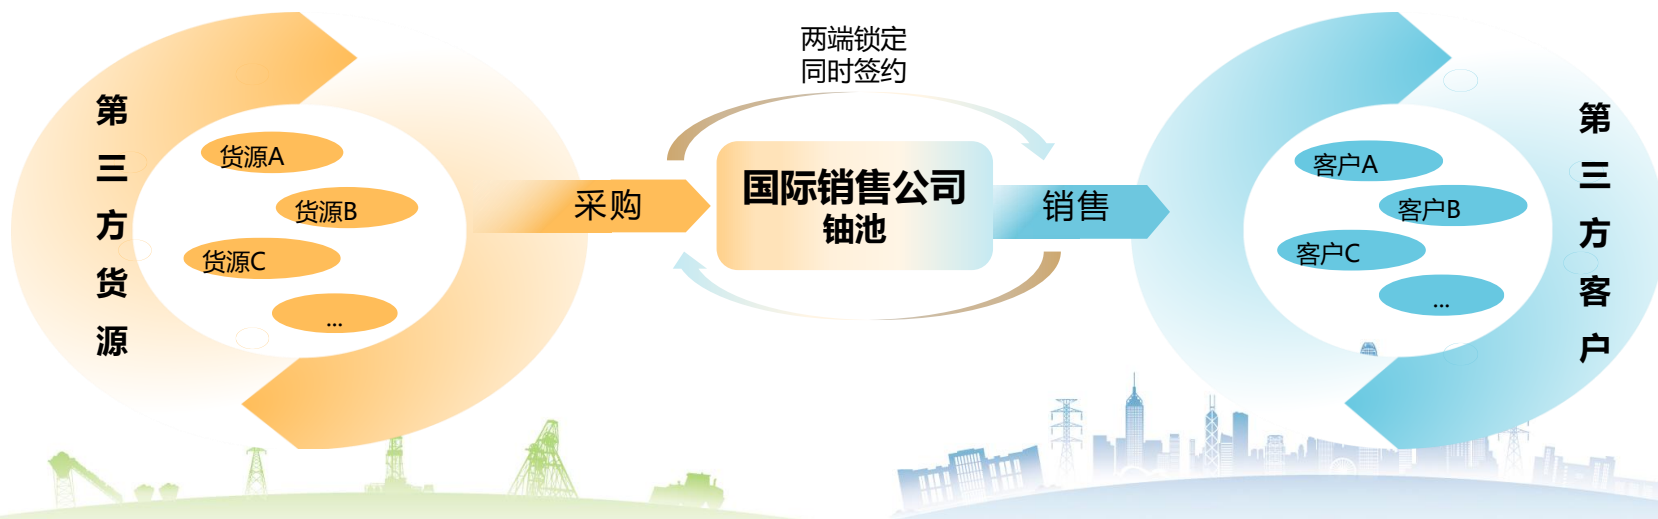 第三方货源
货源A
货源B
货源C
...
采购
两端锁定
同时签约
国际销售公司
铀池
销售
客户A
客户B
客户C
...
第三方客户